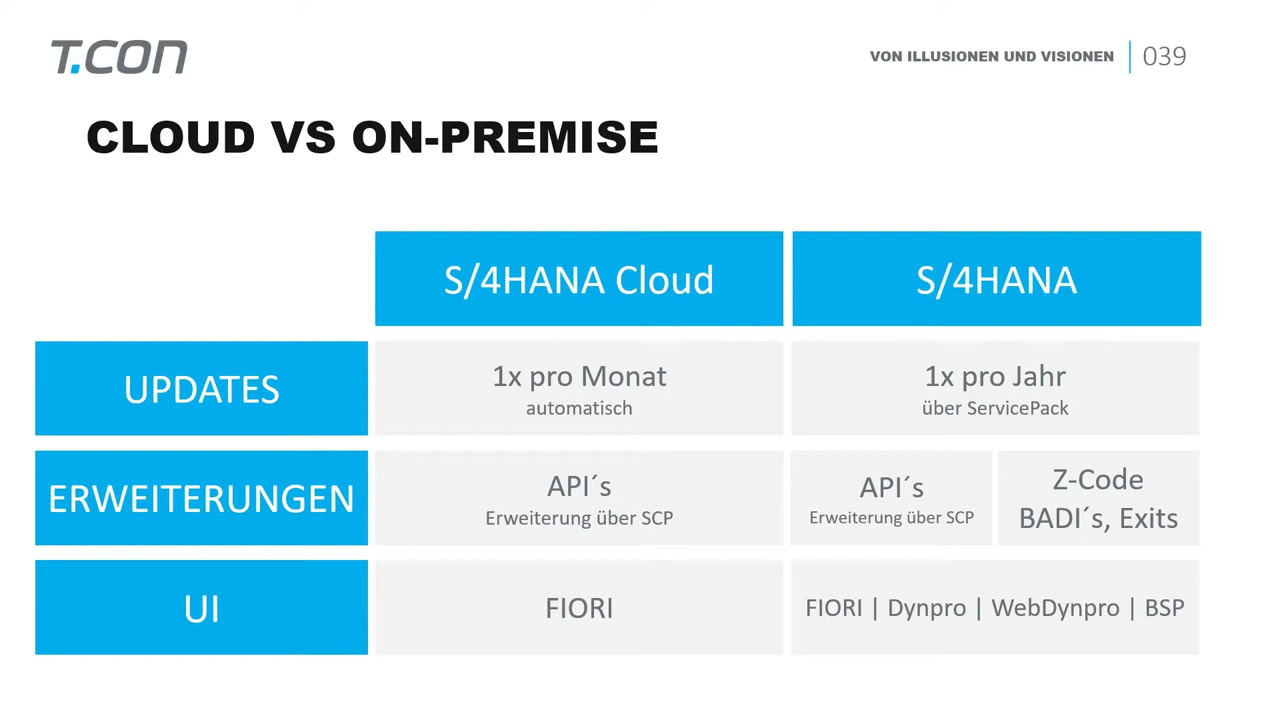 T.CON
VON ILLUSIONEN UND VISIONEN
039
CLOUD VS ON-PREMISE
S/4HANA Cloud
S/4HANA
UPDATES
1x pro Monat
automatisch
1x pro Jahr
über ServicePack
ERWEITERUNGEN
API´s
Erweiterung über SCP
API´s
Erweiterung über SCP
Z-Code
BADI´s, Exits
UI
FIORI
FIORI | Dynpro | WebDynpro | BSP